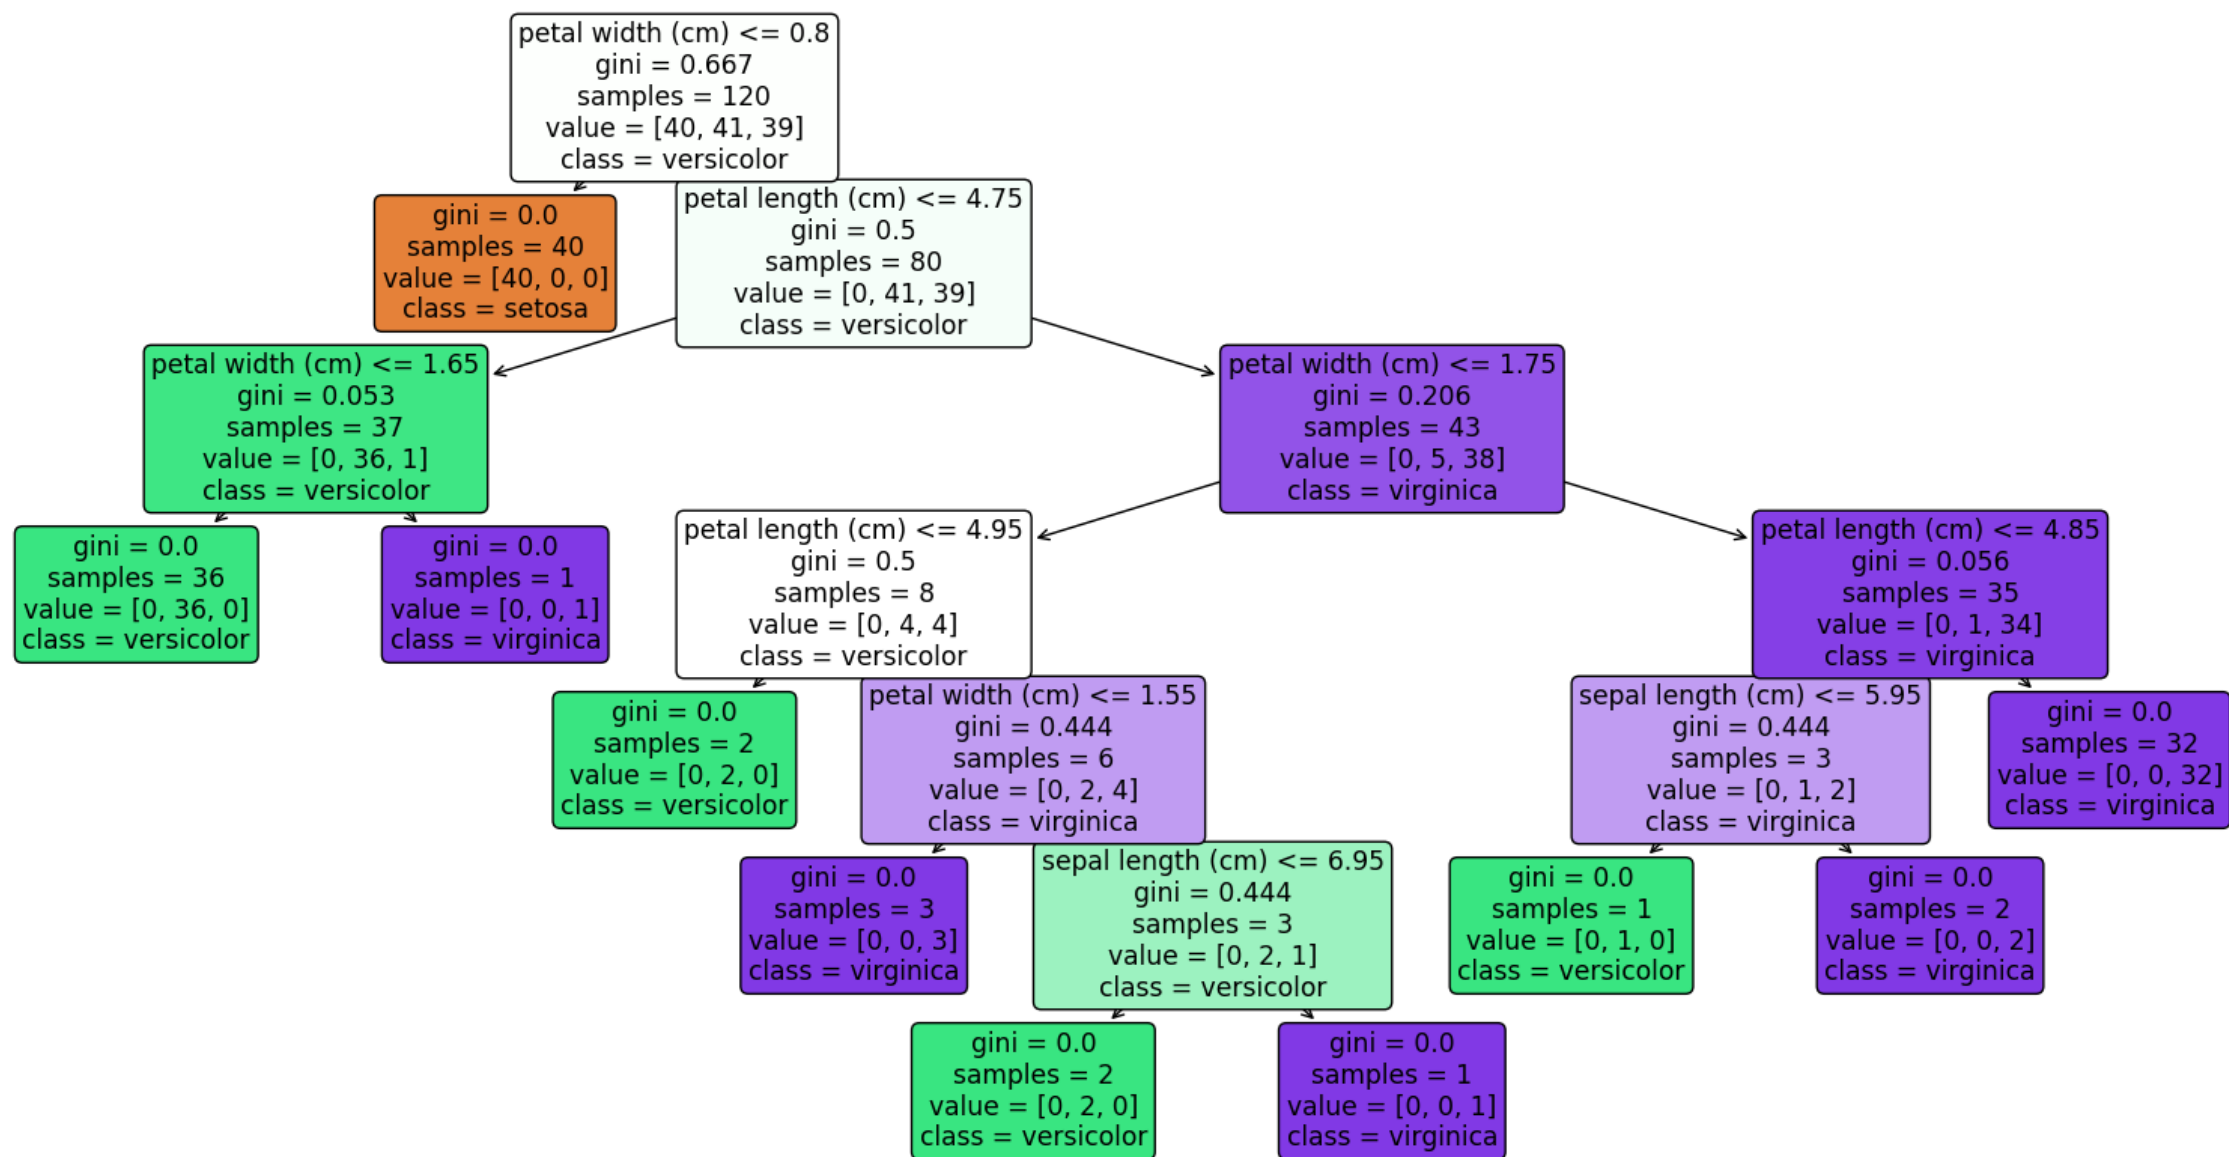 petal width (cm) <= 0.8
gini = 0.667
samples = 120
value = [40, 41, 39]
class = versicolor
gini = 0.0
samples = 40
value = [40, 0, 0]
class = setosa
petal length (cm) <= 4.75
gini = 0.5
samples = 80
value = [0, 41, 39]
class = versicolor
petal width (cm) <= 1.65
gini = 0.053
samples = 37
value = [0, 36, 1]
class = versicolor
petal width (cm) <= 1.75
gini = 0.206
samples = 43
value = [0, 5, 38]
class = virginica
gini = 0.0
samples = 36
value = [0, 36, 0]
class = versicolor
gini = 0.0
samples = 1
value = [0, 0, 1]
class = virginica
petal length (cm) <= 4.95
gini = 0.5
samples = 8
value = [0, 4, 4]
class = versicolor
petal length (cm) <= 4.85
gini = 0.056
samples = 35
value = [0, 1, 34]
class = virginica
gini = 0.0
samples = 2
value = [0, 2, 0]
class = versicolor
petal width (cm) <= 1.55
gini = 0.444
samples = 6
value = [0, 2, 4]
class = virginica
sepal length (cm) <= 5.95
gini = 0.444
samples = 3
value = [0, 1, 2]
class = virginica
gini = 0.0
samples = 32
value = [0, 0, 32]
class = virginica
gini = 0.0
samples = 3
value = [0, 0, 3]
class = virginica
sepal length (cm) <= 6.95
gini = 0.444
samples = 3
value = [0, 2, 1]
class = versicolor
gini = 0.0
samples = 1
value = [0, 1, 0]
class = versicolor
gini = 0.0
samples = 2
value = [0, 0, 2]
class = virginica
gini = 0.0
samples = 2
value = [0, 2, 0]
class = versicolor
gini = 0.0
samples = 1
value = [0, 0, 1]
class = virginica